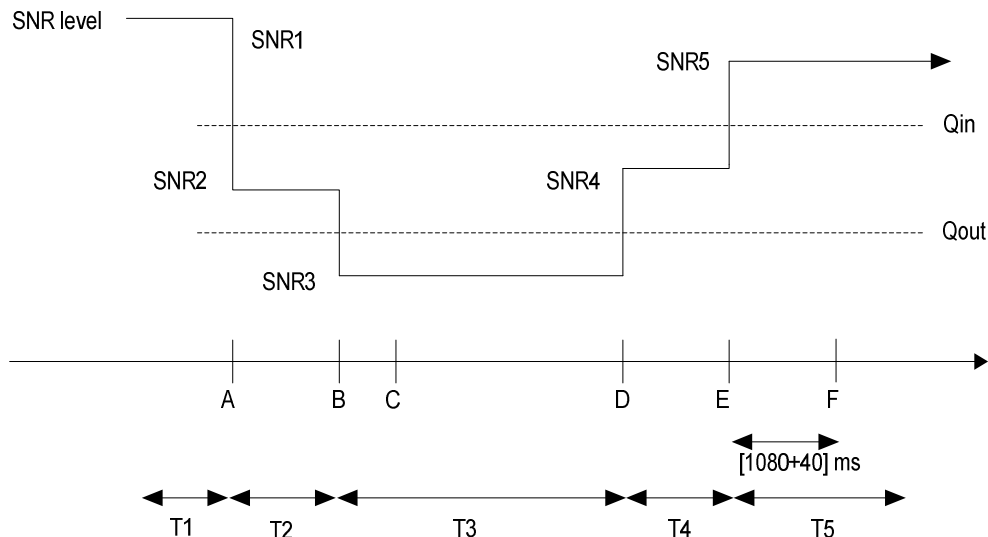 SNR level
SNR1
SNR5
Qin
SNR2
SNR4
Qout
SNR3
A
B
C
D
E
F
[1080+40] ms
T1
T2
T3
T4
T5